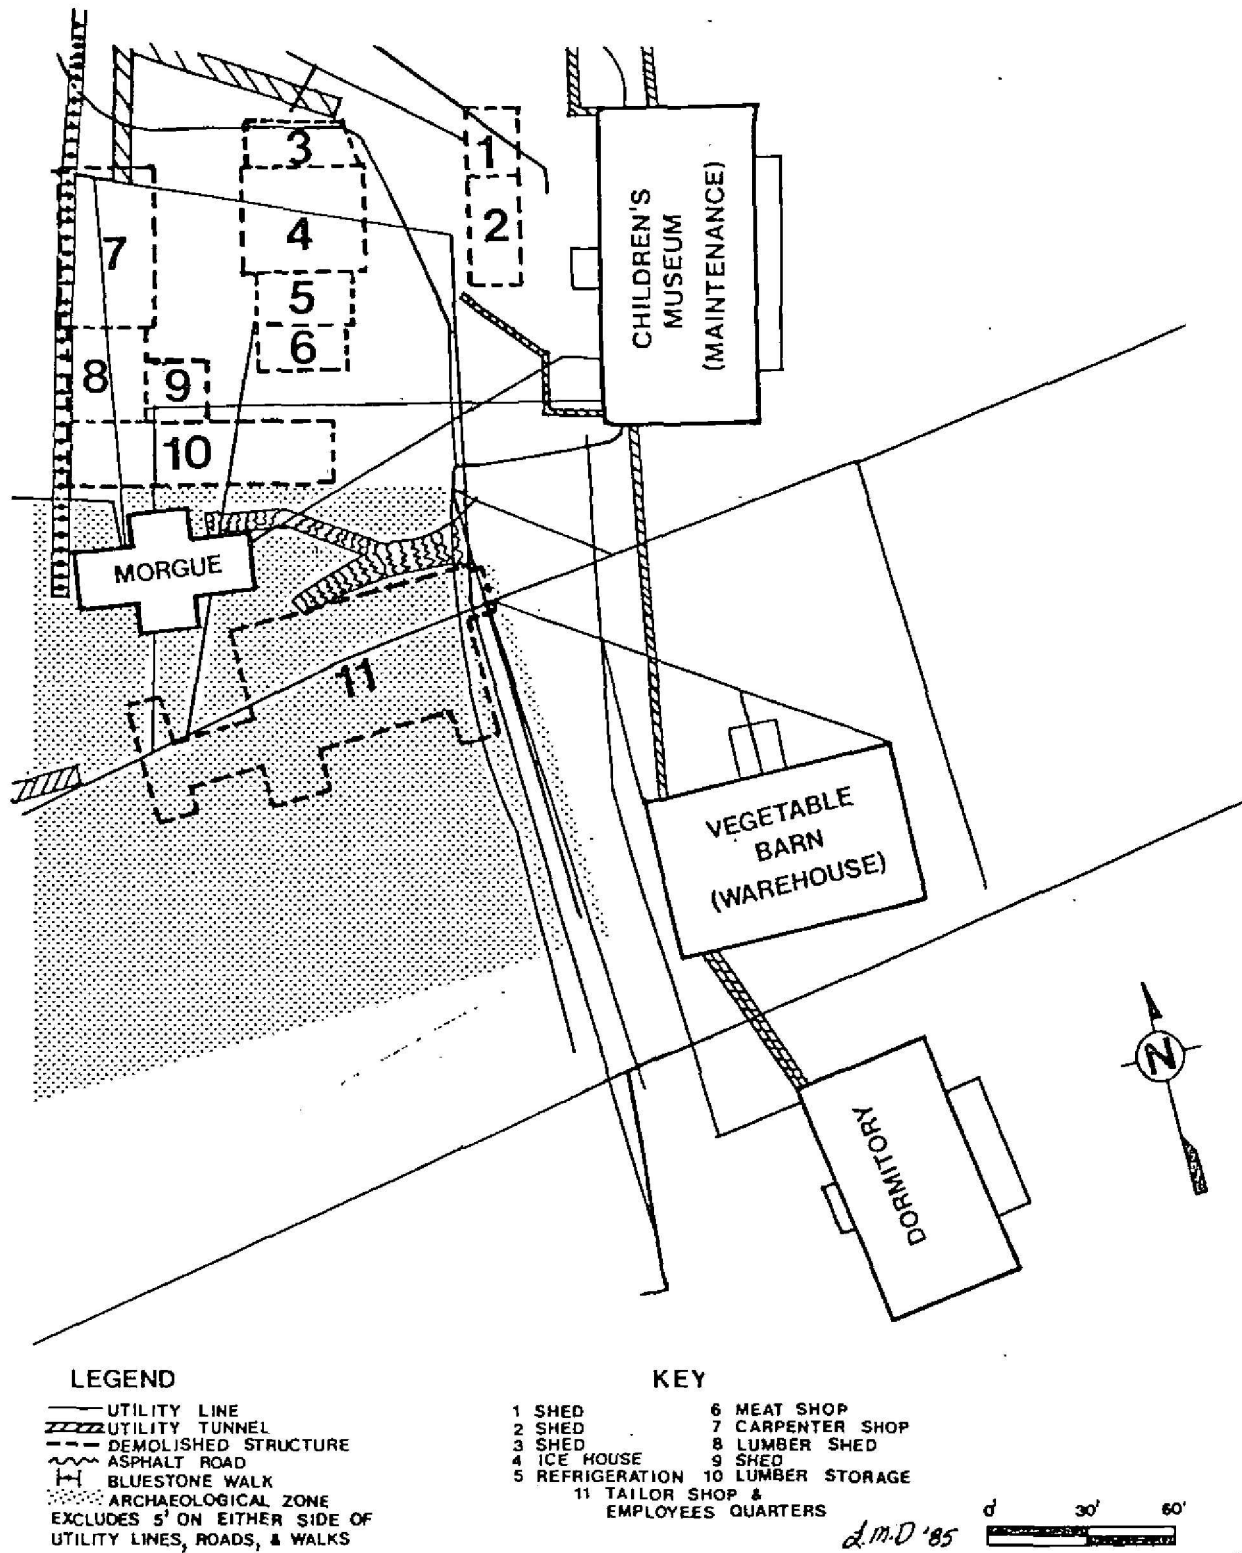 3
1
4
2
7
5
6
8
9
10
CHILDREN'S
MUSEUM
(MAINTENANCE)
MORGUE
11
VEGETABLE
BARN
(WAREHOUSE)
N
DORMITORY
LEGEND
UTILITY LINE
UTILITY TUNNEL
DEMOLISHED STRUCTURE
ASPHALT ROAD
BLUESTONE WALK
ARCHAEOLOGICAL ZONE
EXCLUDES 5' ON EITHER SIDE OF
UTILITY LINES, ROADS, & WALKS
KEY
1 SHED
2 SHED
3 SHED
4 ICE HOUSE
5 REFRIGERATION
6 MEAT SHOP
7 CARPENTER SHOP
8 LUMBER SHED
9 SHED
10 LUMBER STORAGE
11 TAILOR SHOP &
EMPLOYEES QUARTERS
L.M.D '85
0' 30' 60'